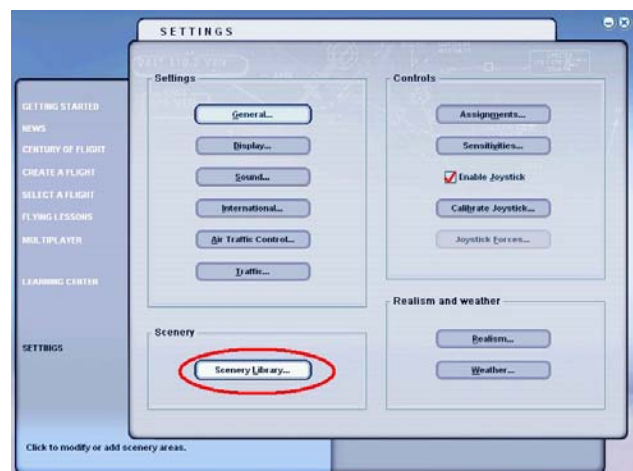 SETTINGS
GETTING STARTED
NEWS
CENTURY OF FLIGHT
CREATE A FLIGHT
SELECT A FLIGHT
FLYING LESSONS
MULTIPLAYER
LEARNING CENTER
SETTINGS
Settings
General...
Display...
Sound...
International...
Air Traffic Control...
Traffic...
Scenery
Scenery Library...
Controls
Assignments...
Sensitivities...
Enable Joystick
Calibrate Joystick...
Joystick Forces...
Realism and weather
Realism...
Weather...
Click to modify or add scenery areas.